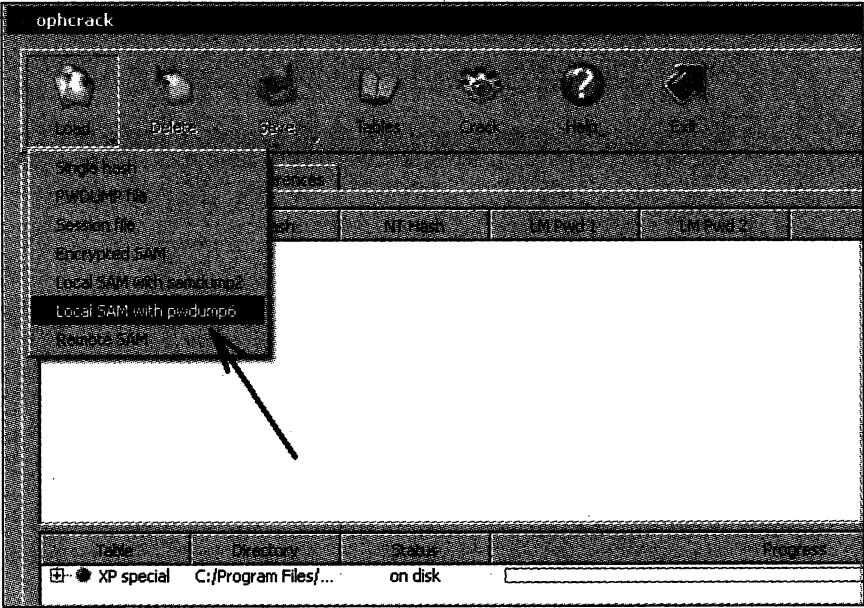 ophcrack
Load Delete Save Tables Crack Help Exit
Single hash
PWDUMP file
Session file
Encrypted SAM
Local SAM with samdump2
Local SAM with pwdump6
Remote SAM
erences
ash NT Hash LM Pwd 1 LM Pwd 2
Table Directory Status Progress
XP special C:/Program Files/... on disk